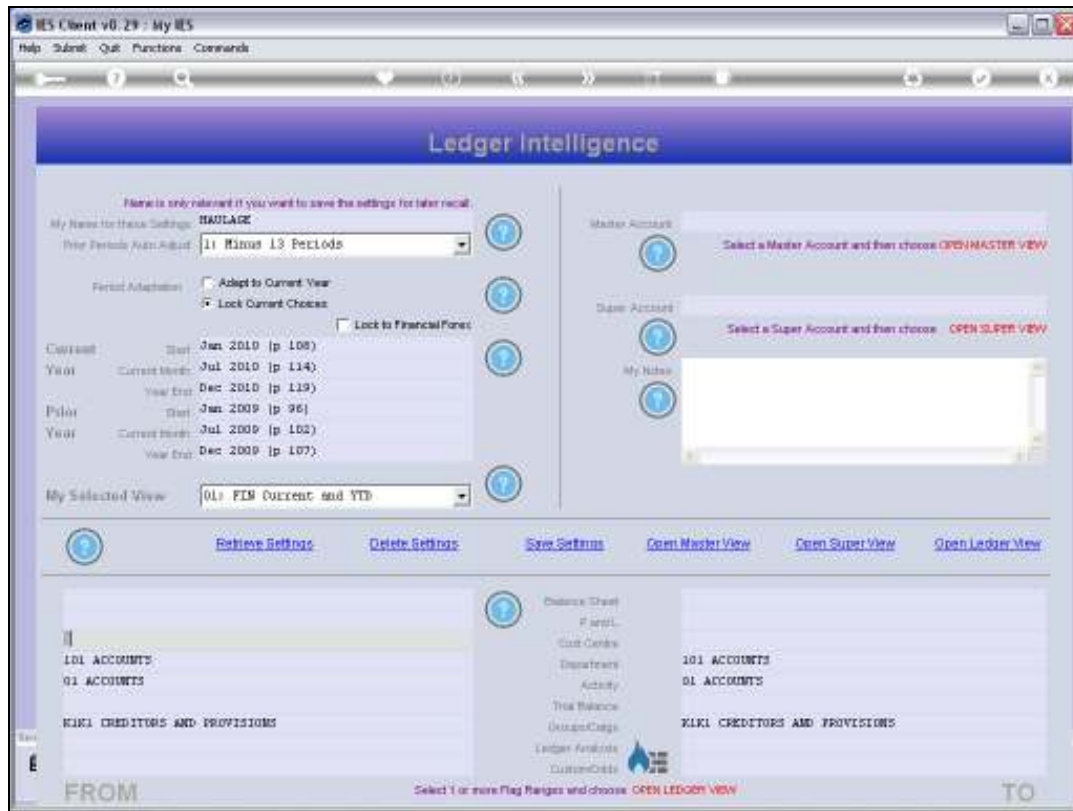 IES Client v0.29 : My IES
Help Submit Quit Functions Commands
Ledger Intelligence
Name is only relevant if you want to save the settings for later recall
My Name for these Settings HAULAGE
Prior Periods Auto Adjust 1: Minus 13 Periods
Period Adaptation Adapt to Current Year
Lock Current Choices
Lock to Financial Forex
Current Start Jan 2010 (p 108)
Year Current Month Jul 2010 (p 114)
Year End Dec 2010 (p 119)
Prior Start Jan 2009 (p 96)
Year Current Month Jul 2009 (p 102)
Year End Dec 2009 (p 107)
My Selected View 01: FIN Current and YTD
Master Account
Select a Master Account and then choose OPEN MASTER VIEW
Super Account
Select a Super Account and then choose OPEN SUPER VIEW
My Notes
Retrieve Settings Delete Settings Save Settings Open Master View Open Super View Open Ledger View
Balance Sheet
P and L
Cost Centre
101 ACCOUNTS Department 101 ACCOUNTS
01 ACCOUNTS Activity 01 ACCOUNTS
Trial Balance
K1K1 CREDITORS AND PROVISIONS Groups/Catgs K1K1 CREDITORS AND PROVISIONS
Ledger Analysis
Custom/Odds
FROM Select 1 or more Flag Ranges and choose OPEN LEDGER VIEW TO